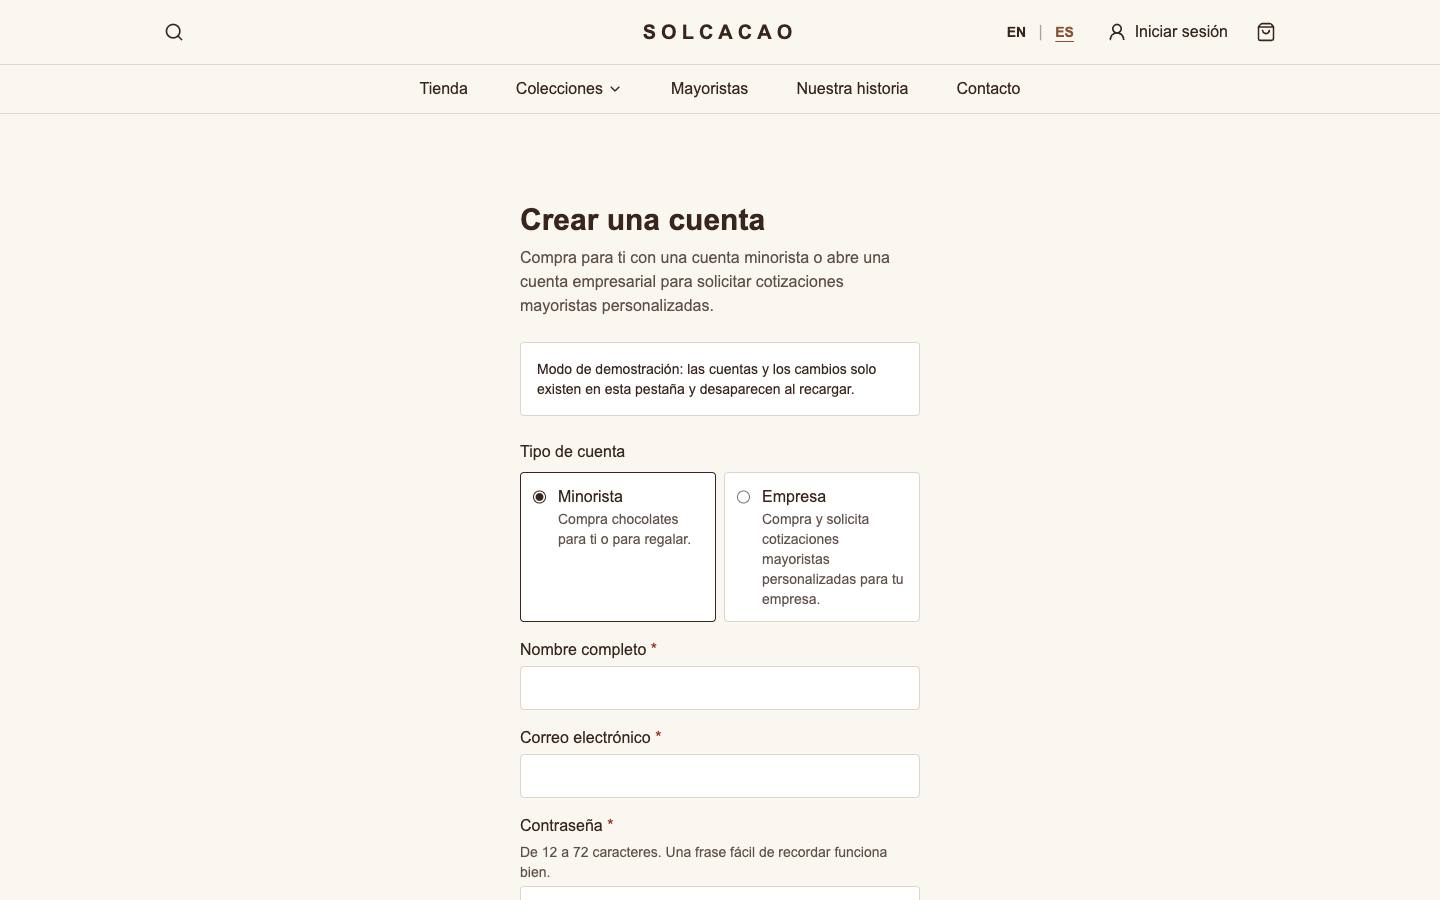 SOLCACAO
EN | ES
Iniciar sesión
Tienda
Colecciones
Mayoristas
Nuestra historia
Contacto
Crear una cuenta
Compra para ti con una cuenta minorista o abre una
cuenta empresarial para solicitar cotizaciones
mayoristas personalizadas.
Modo de demostración: las cuentas y los cambios solo
existen en esta pestaña y desaparecen al recargar.
Tipo de cuenta
Minorista
Compra chocolates
para ti o para regalar.
Empresa
Compra y solicita
cotizaciones
mayoristas
personalizadas para tu
empresa.
Nombre completo *
Correo electrónico *
Contraseña *
De 12 a 72 caracteres. Una frase fácil de recordar funciona
bien.